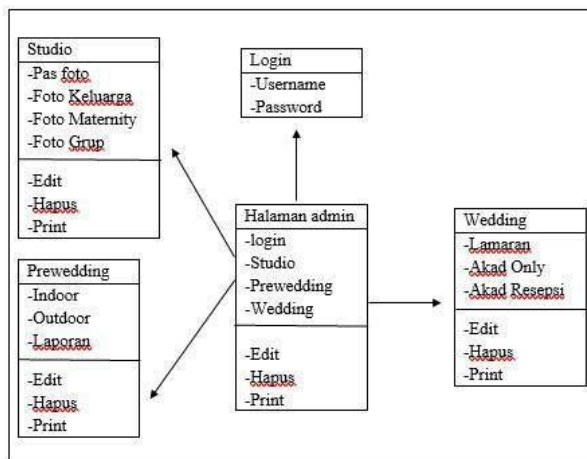 Studio
-Pas foto
-Foto Keluarga
-Foto Maternity
-Foto Grup
-Edit
-Hapus
-Print
Login
-Username
-Password
Halaman admin
-login
-Studio
-Prewedding
-Wedding
-Edit
-Hapus
-Print
Wedding
-Lamaran
-Akad Only
-Akad Resepsi
-Edit
-Hapus
-Print
Prewedding
-Indoor
-Outdoor
-Laporan
-Edit
-Hapus
-Print